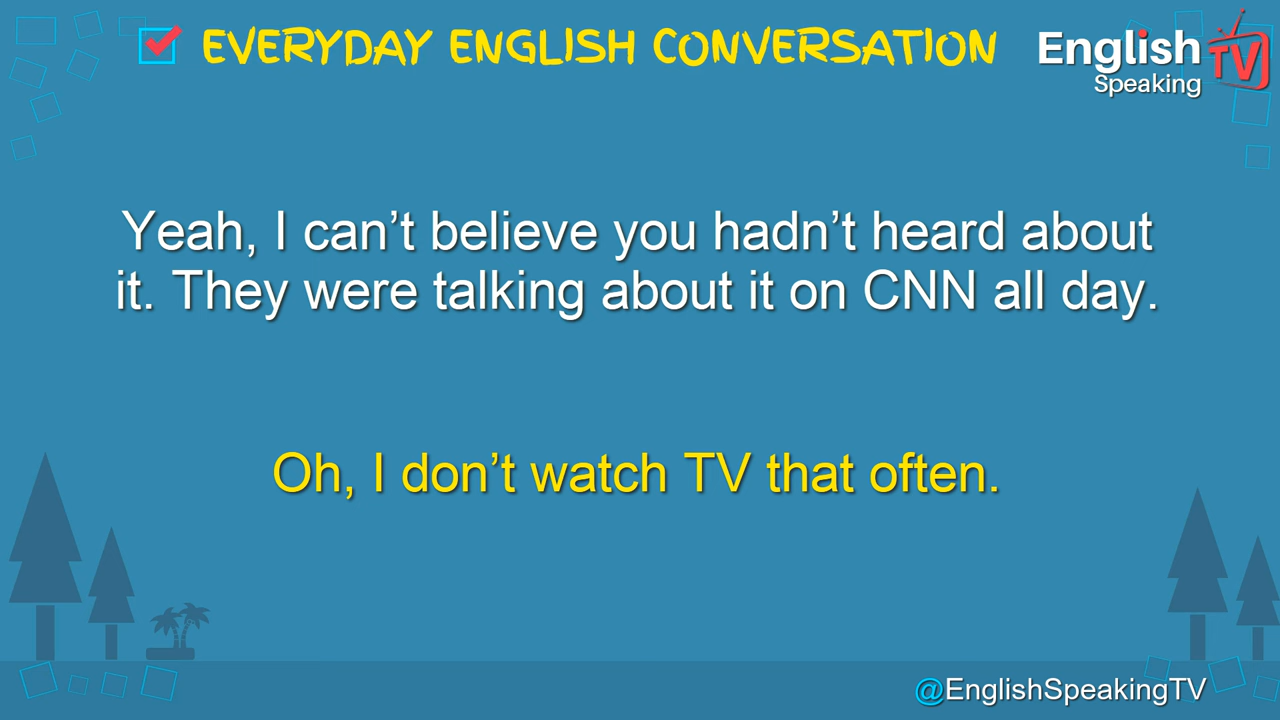 EVERYDAY ENGLISH CONVERSATION
English
Speaking
TV
Yeah, I can’t believe you hadn’t heard about
it. They were talking about it on CNN all day.
Oh, I don’t watch TV that often.
@EnglishSpeakingTV